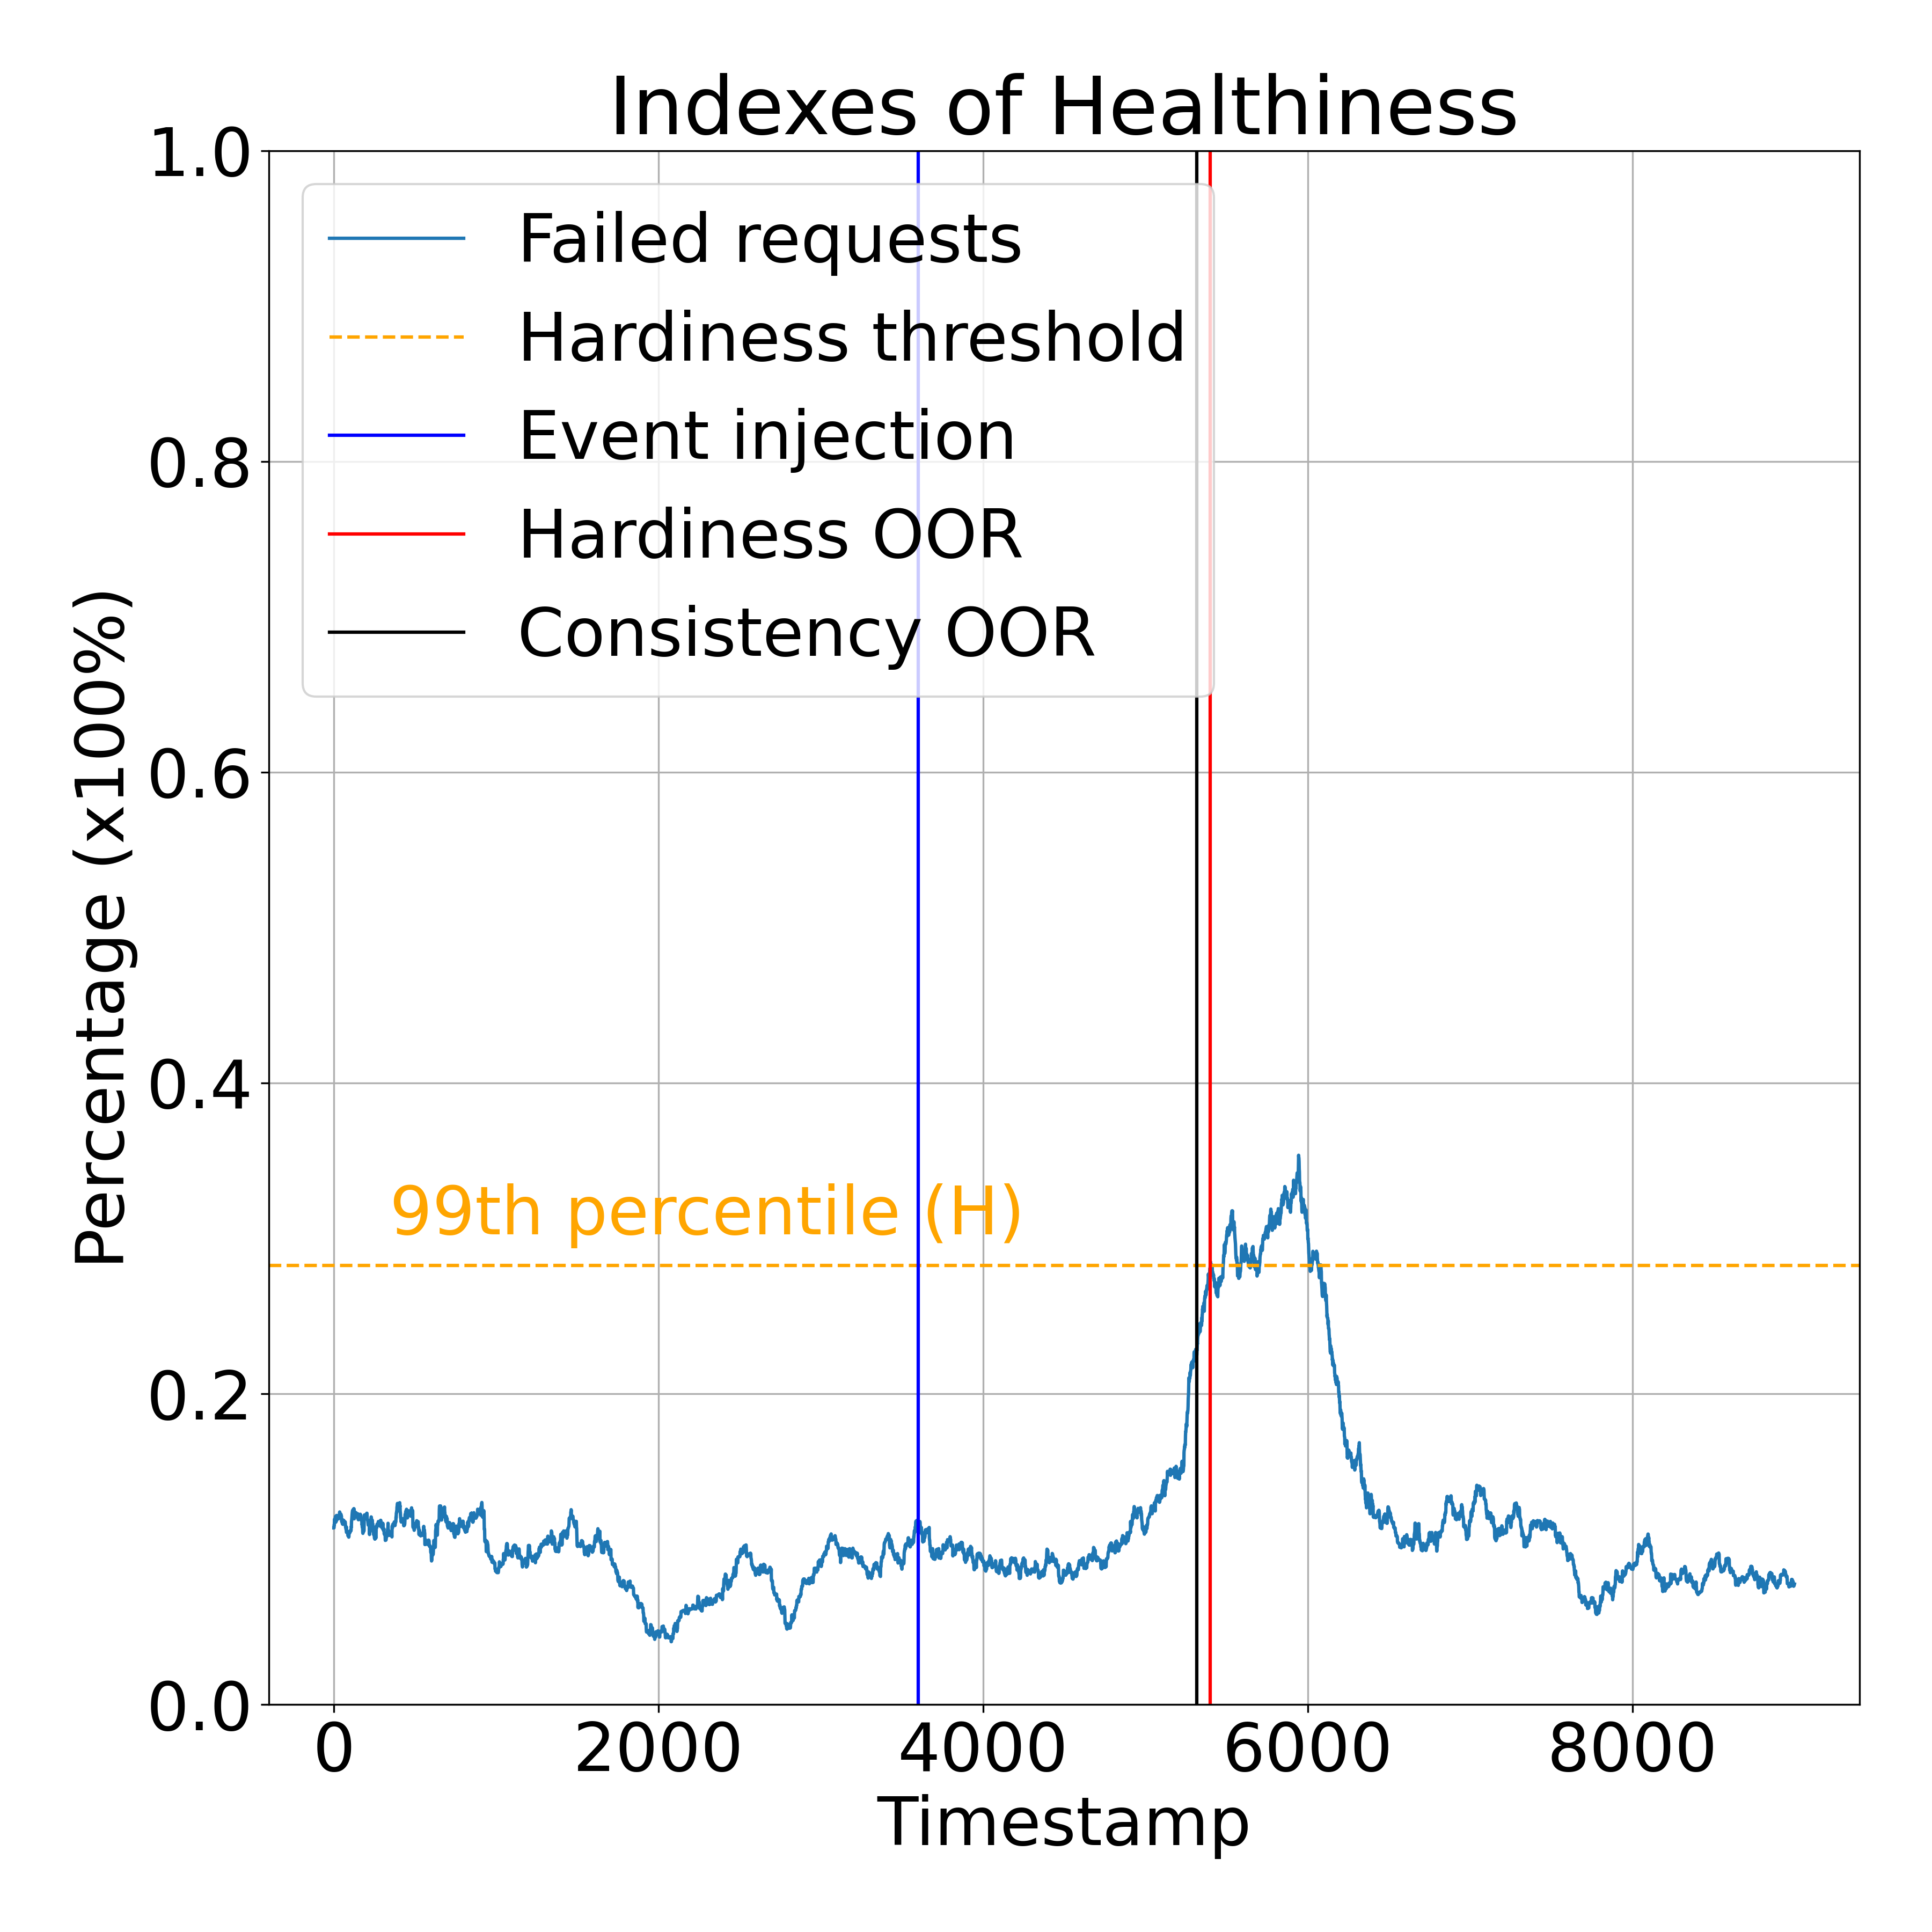 Indexes of Healthiness
1.0
0.8
0.6
0.4
0.2
0.0
Percentage (x100%)
Failed requests
Hardiness threshold
Event injection
Hardiness OOR
Consistency OOR
99th percentile (H)
0 2000 4000 6000 8000
Timestamp